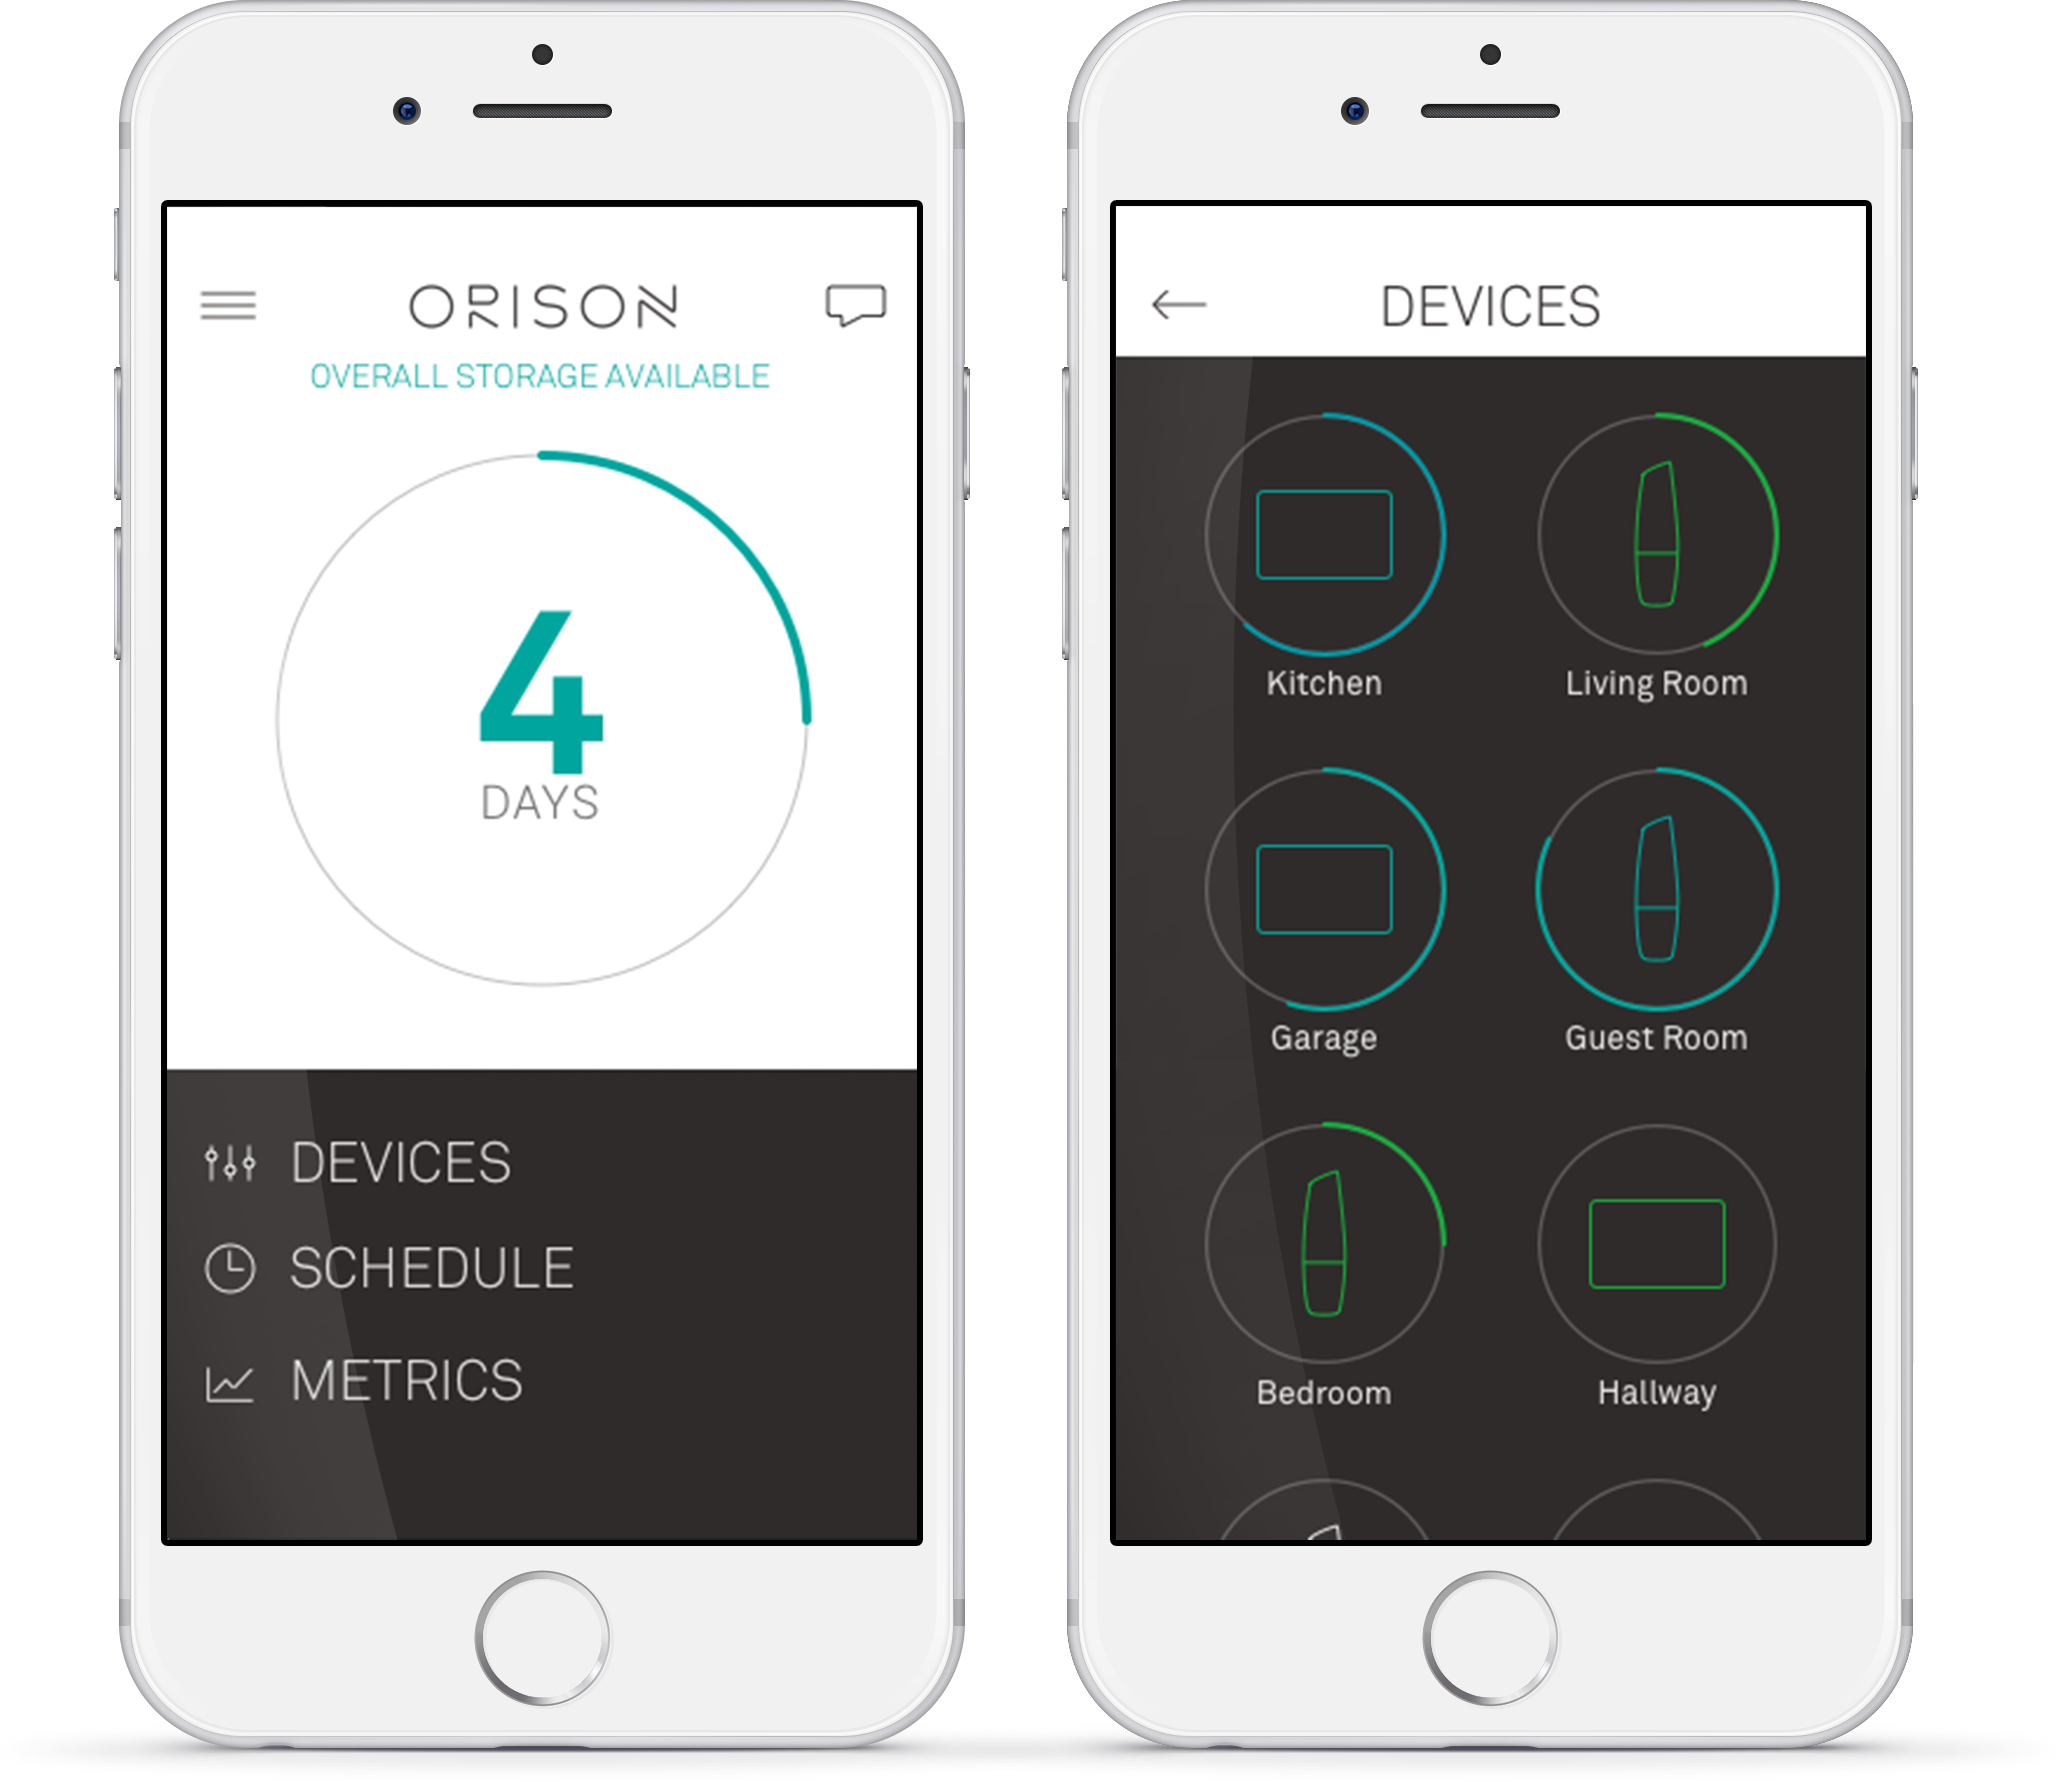 ORISON
OVERALL STORAGE AVAILABLE
4
DAYS
DEVICES
SCHEDULE
METRICS
DEVICES
Kitchen
Living Room
Garage
Guest Room
Bedroom
Hallway